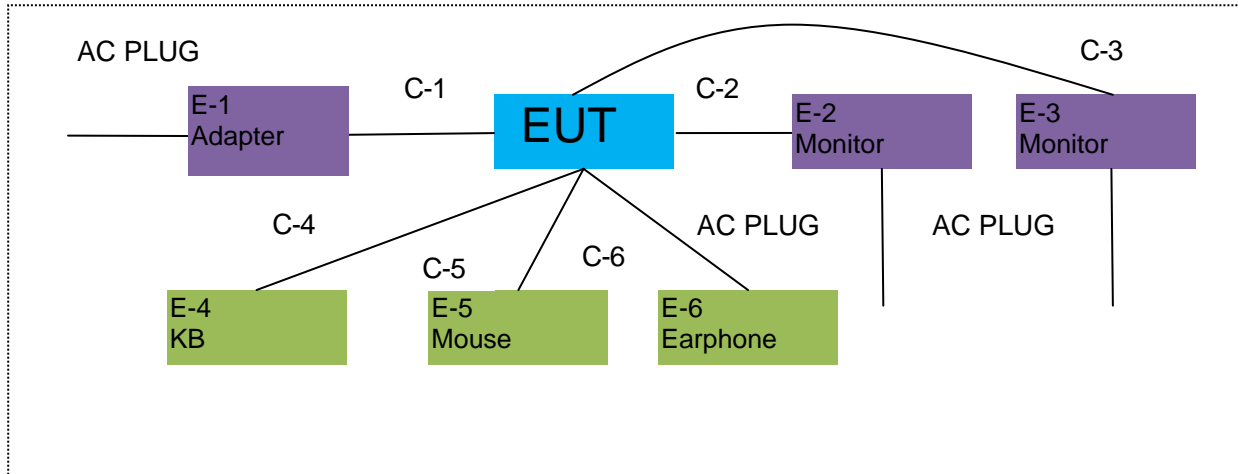 AC PLUG
C-3
C-1
C-2
E-1
Adapter
EUT
E-2
Monitor
E-3
Monitor
C-4
AC PLUG
AC PLUG
C-5
C-6
E-4
KB
E-5
Mouse
E-6
Earphone